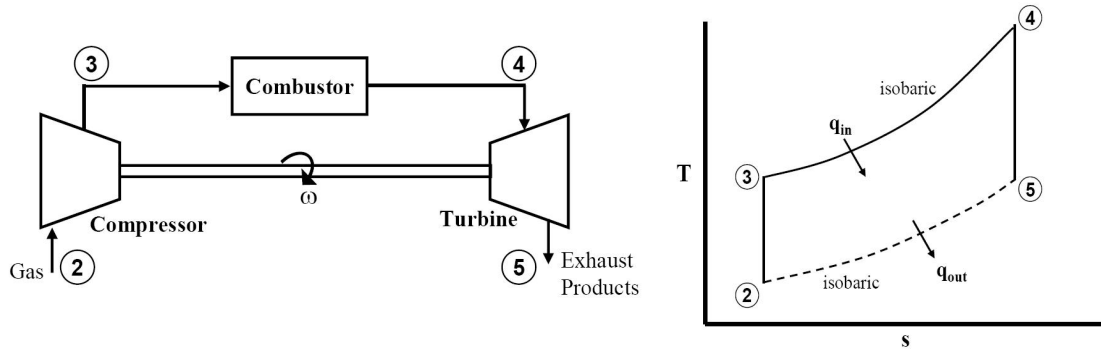 3
4
Combustor
ω
Compressor
Turbine
Gas
2
5
Exhaust
Products
T
s
3
isobaric
q_in
4
5
q_out
2
isobaric